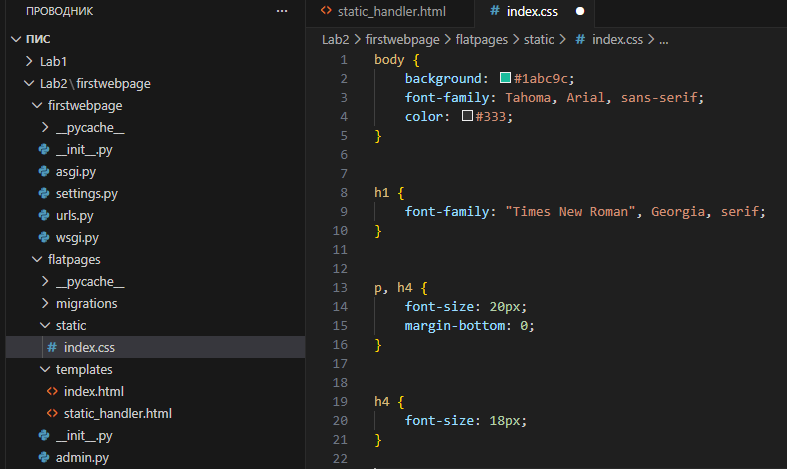 ПРОВОДНИК ...
ПИС
Lab1
Lab2\firstwebpage
firstwebpage
__pycache__
__init__.py
asgi.py
settings.py
urls.py
wsgi.py
flatpages
__pycache__
migrations
static
# index.css
templates
<> index.html
<> static_handler.html
__init__.py
admin.py
<> static_handler.html
# index.css ●
Lab2 > firstwebpage > flatpages > static > # index.css > ...
1 body {
2 background: #1abc9c;
3 font-family: Tahoma, Arial, sans-serif;
4 color: #333;
5 }
6
7
8 h1 {
9 font-family: "Times New Roman", Georgia, serif;
10 }
11
12
13 p, h4 {
14 font-size: 20px;
15 margin-bottom: 0;
16 }
17
18
19 h4 {
20 font-size: 18px;
21 }
22